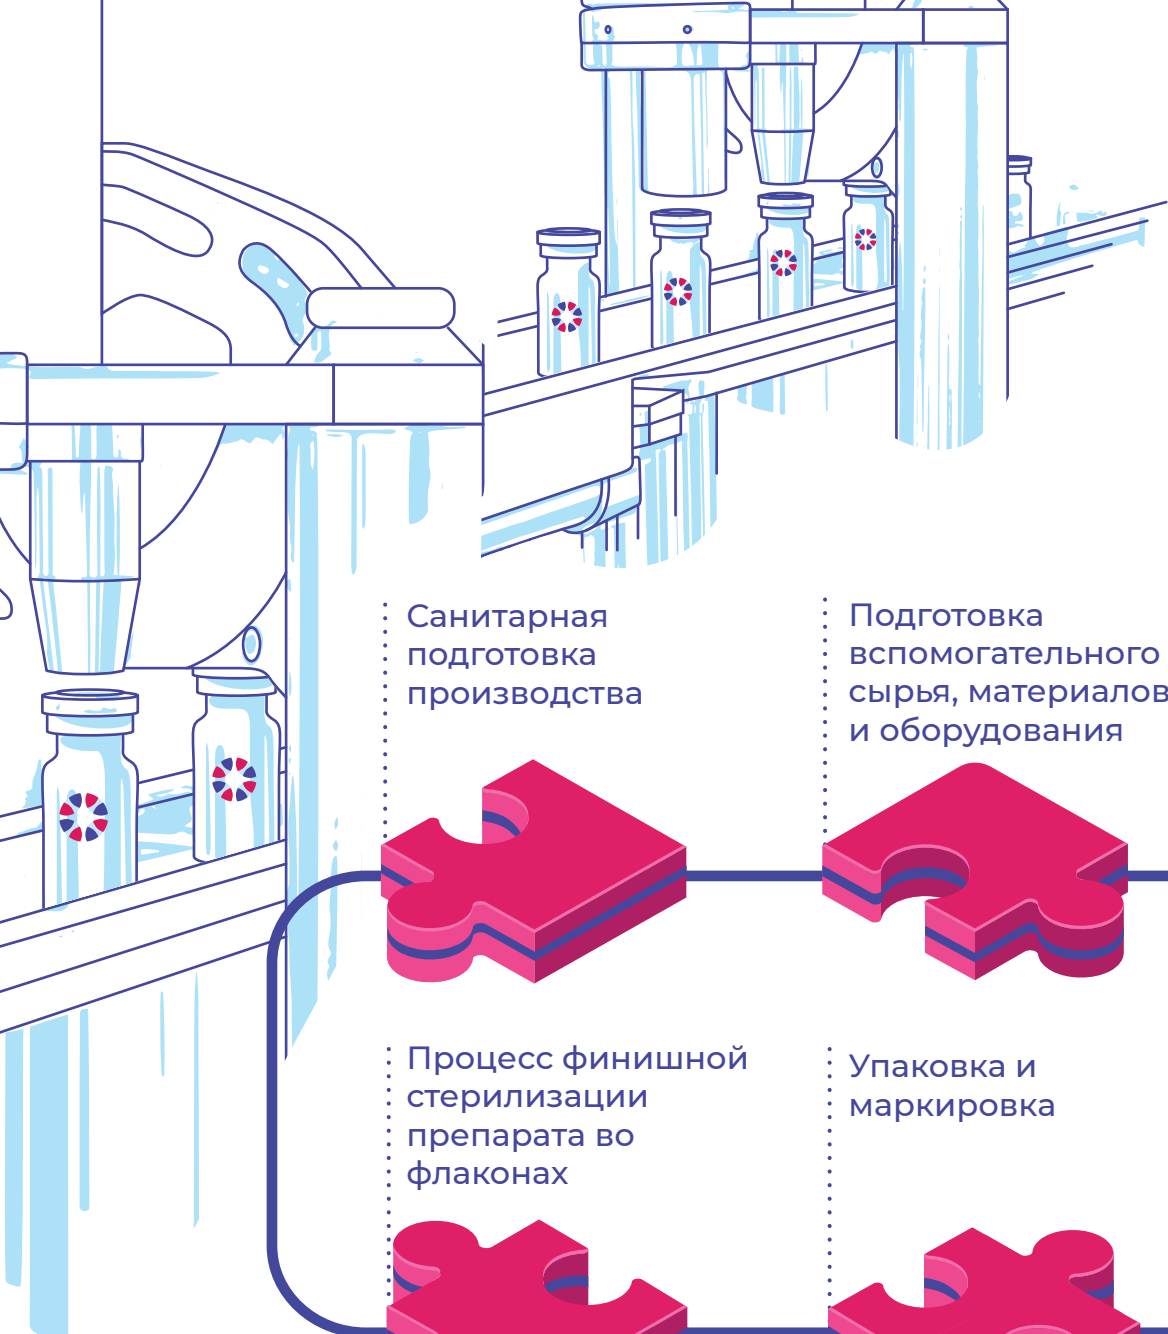 Санитарная
подготовка
производства
Подготовка
вспомогательного
сырья, материалов
и оборудования
Процесс финишной
стерилизации
препарата во
флаконах
Упаковка и
маркировка